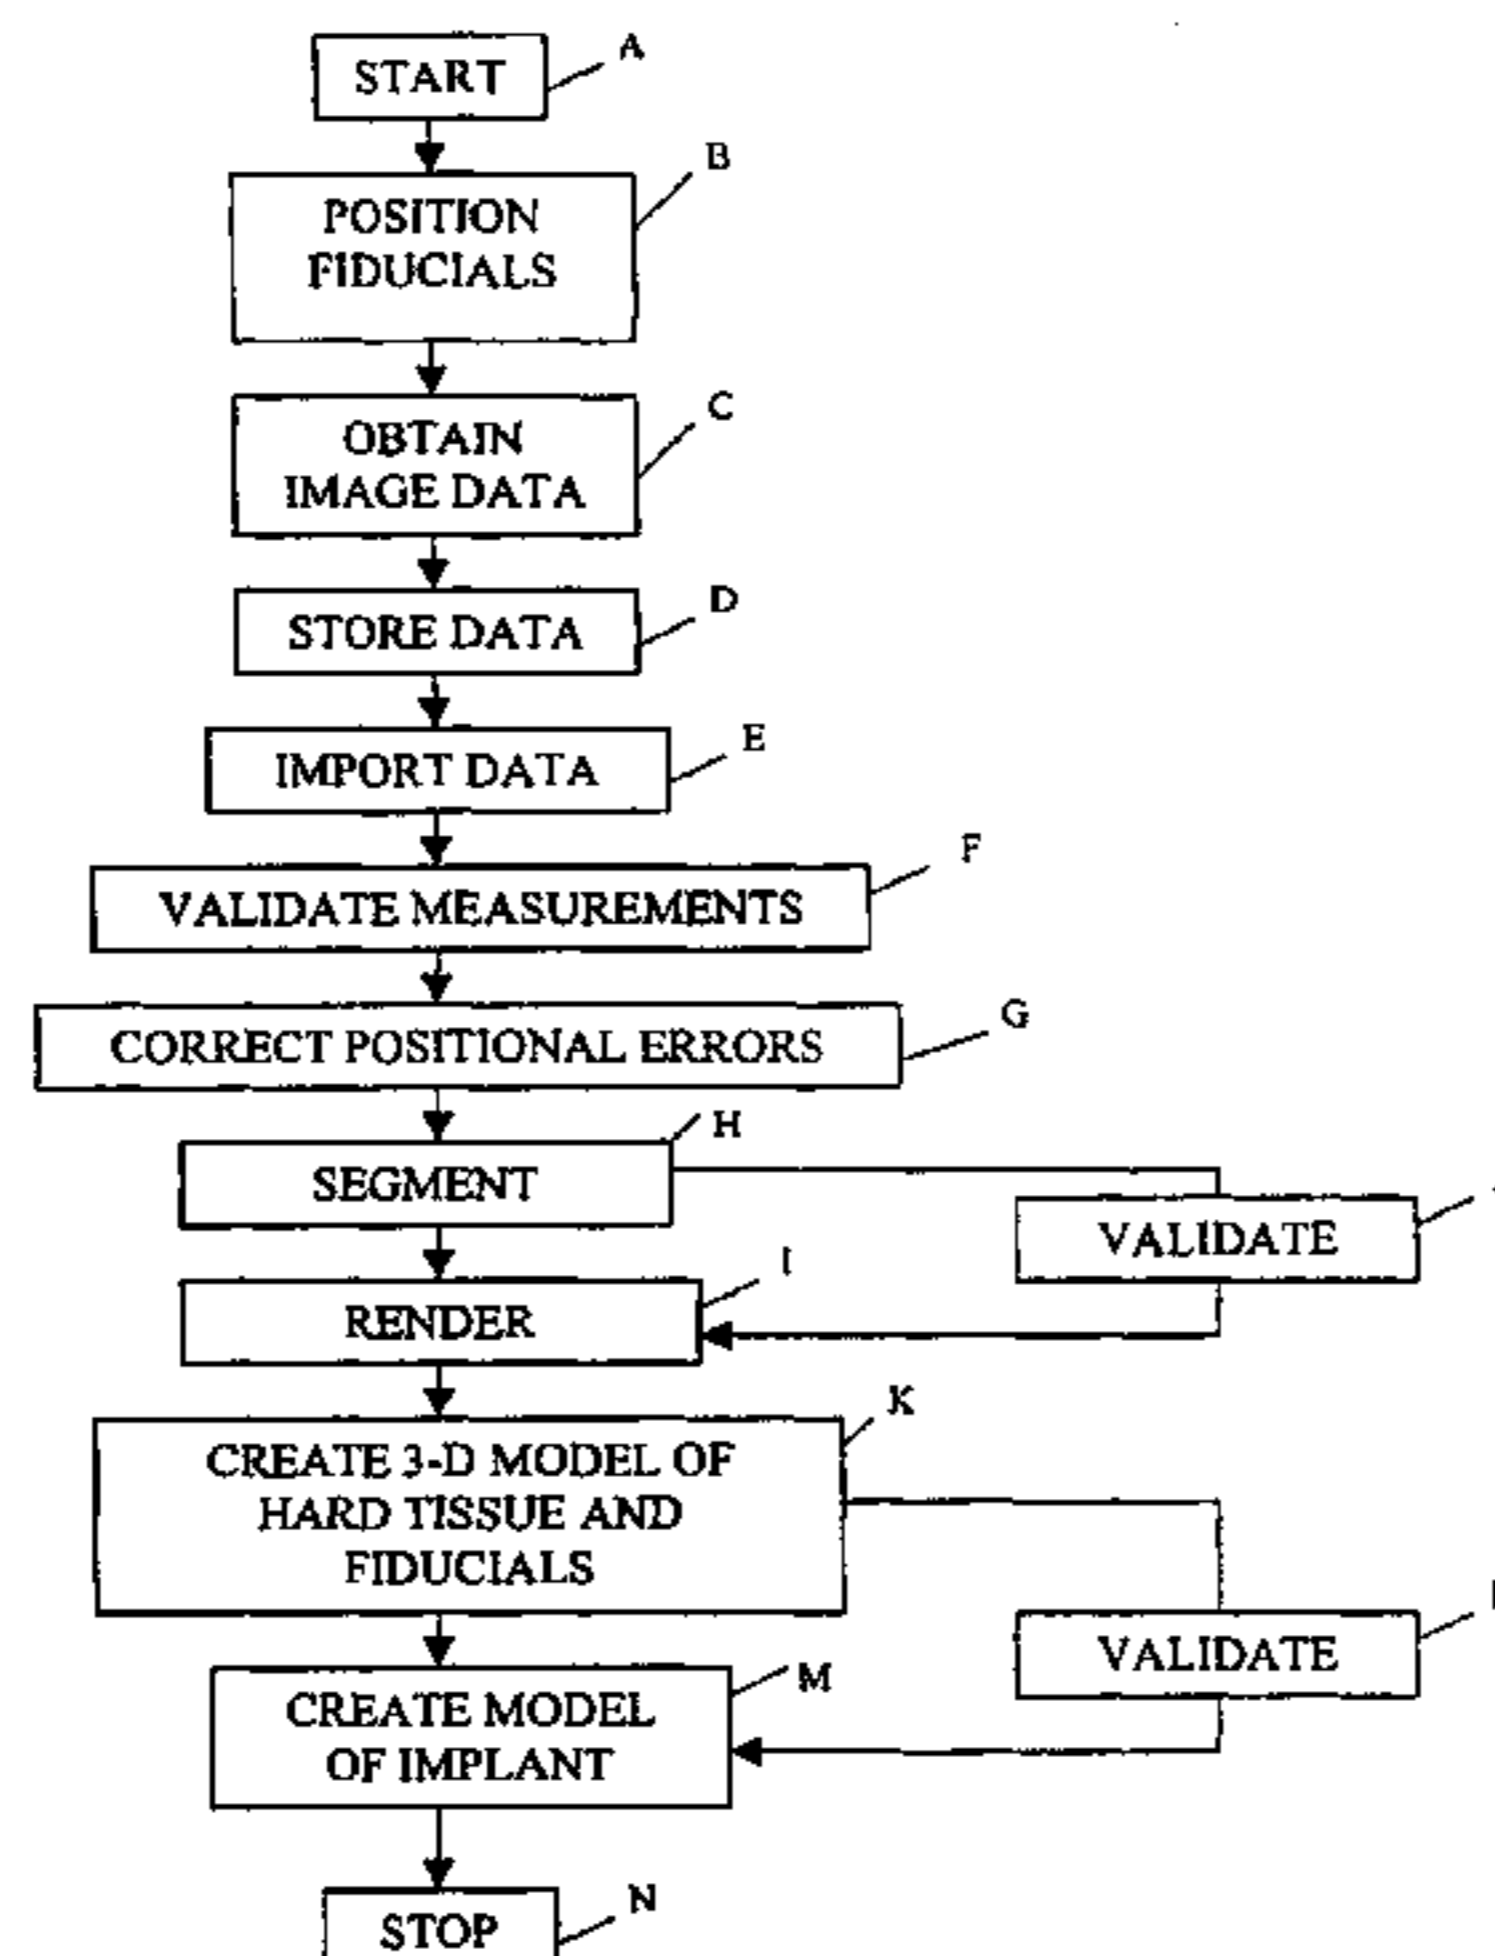 START
A
POSITION
FIDUCIALS
B
OBTAIN
IMAGE DATA
C
STORE DATA
D
IMPORT DATA
E
VALIDATE MEASUREMENTS
F
CORRECT POSITIONAL ERRORS
G
SEGMENT
H
VALIDATE
RENDER
I
CREATE 3-D MODEL OF
HARD TISSUE AND
FIDUCIALS
K
VALIDATE
CREATE MODEL
OF IMPLANT
M
STOP
N